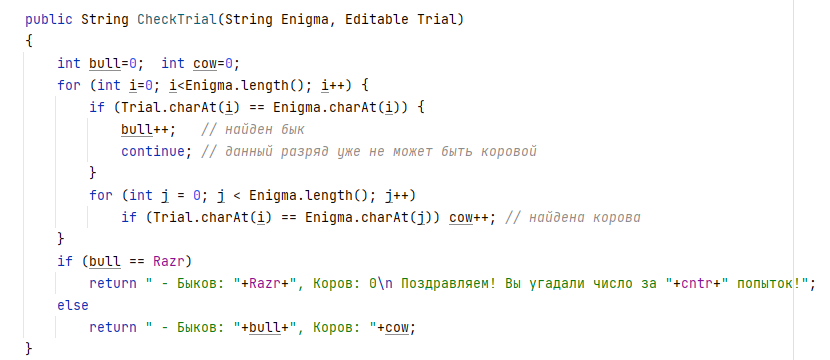 public String CheckTrial(String Enigma, Editable Trial)
{
    int bull=0;  int cow=0;
    for (int i=0; i<Enigma.length(); i++) {
        if (Trial.charAt(i) == Enigma.charAt(i)) {
            bull++;   // найден бык
            continue; // данный разряд уже не может быть коровой
        }
        for (int j = 0; j < Enigma.length(); j++)
            if (Trial.charAt(i) == Enigma.charAt(j)) cow++; // найдена корова
    }
    if (bull == Razr)
        return " - Быков: "+Razr+", Коров: 0\n Поздравляем! Вы угадали число за "+cntr+" попыток!";
    else
        return " - Быков: "+bull+", Коров: "+cow;
}